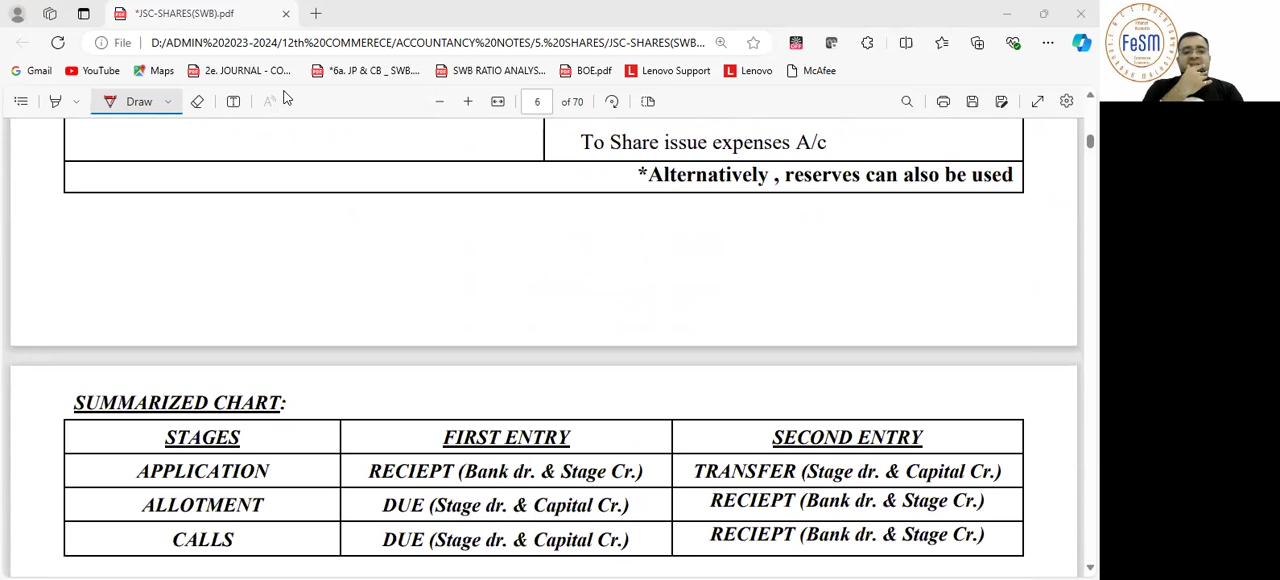 *JSC-SHARES(SWB).pdf
File D:/ADMIN%202023-2024/12th%20COMMERCE/ACCOUNTANCY%20NOTES/5.%20SHARES/JSC-SHARES(SWB...
Gmail YouTube Maps 2e. JOURNAL - CO... *6a. JP & CB _ SWB.... SWB RATIO ANALYS... BOE.pdf Lenovo Support Lenovo McAfee
Draw 6 of 70
To Share issue expenses A/c
*Alternatively , reserves can also be used
SUMMARIZED CHART:
STAGES FIRST ENTRY SECOND ENTRY
APPLICATION RECIEPT (Bank dr. & Stage Cr.) TRANSFER (Stage dr. & Capital Cr.)
ALLOTMENT DUE (Stage dr. & Capital Cr.) RECIEPT (Bank dr. & Stage Cr.)
CALLS DUE (Stage dr. & Capital Cr.) RECIEPT (Bank dr. & Stage Cr.)
FeSM